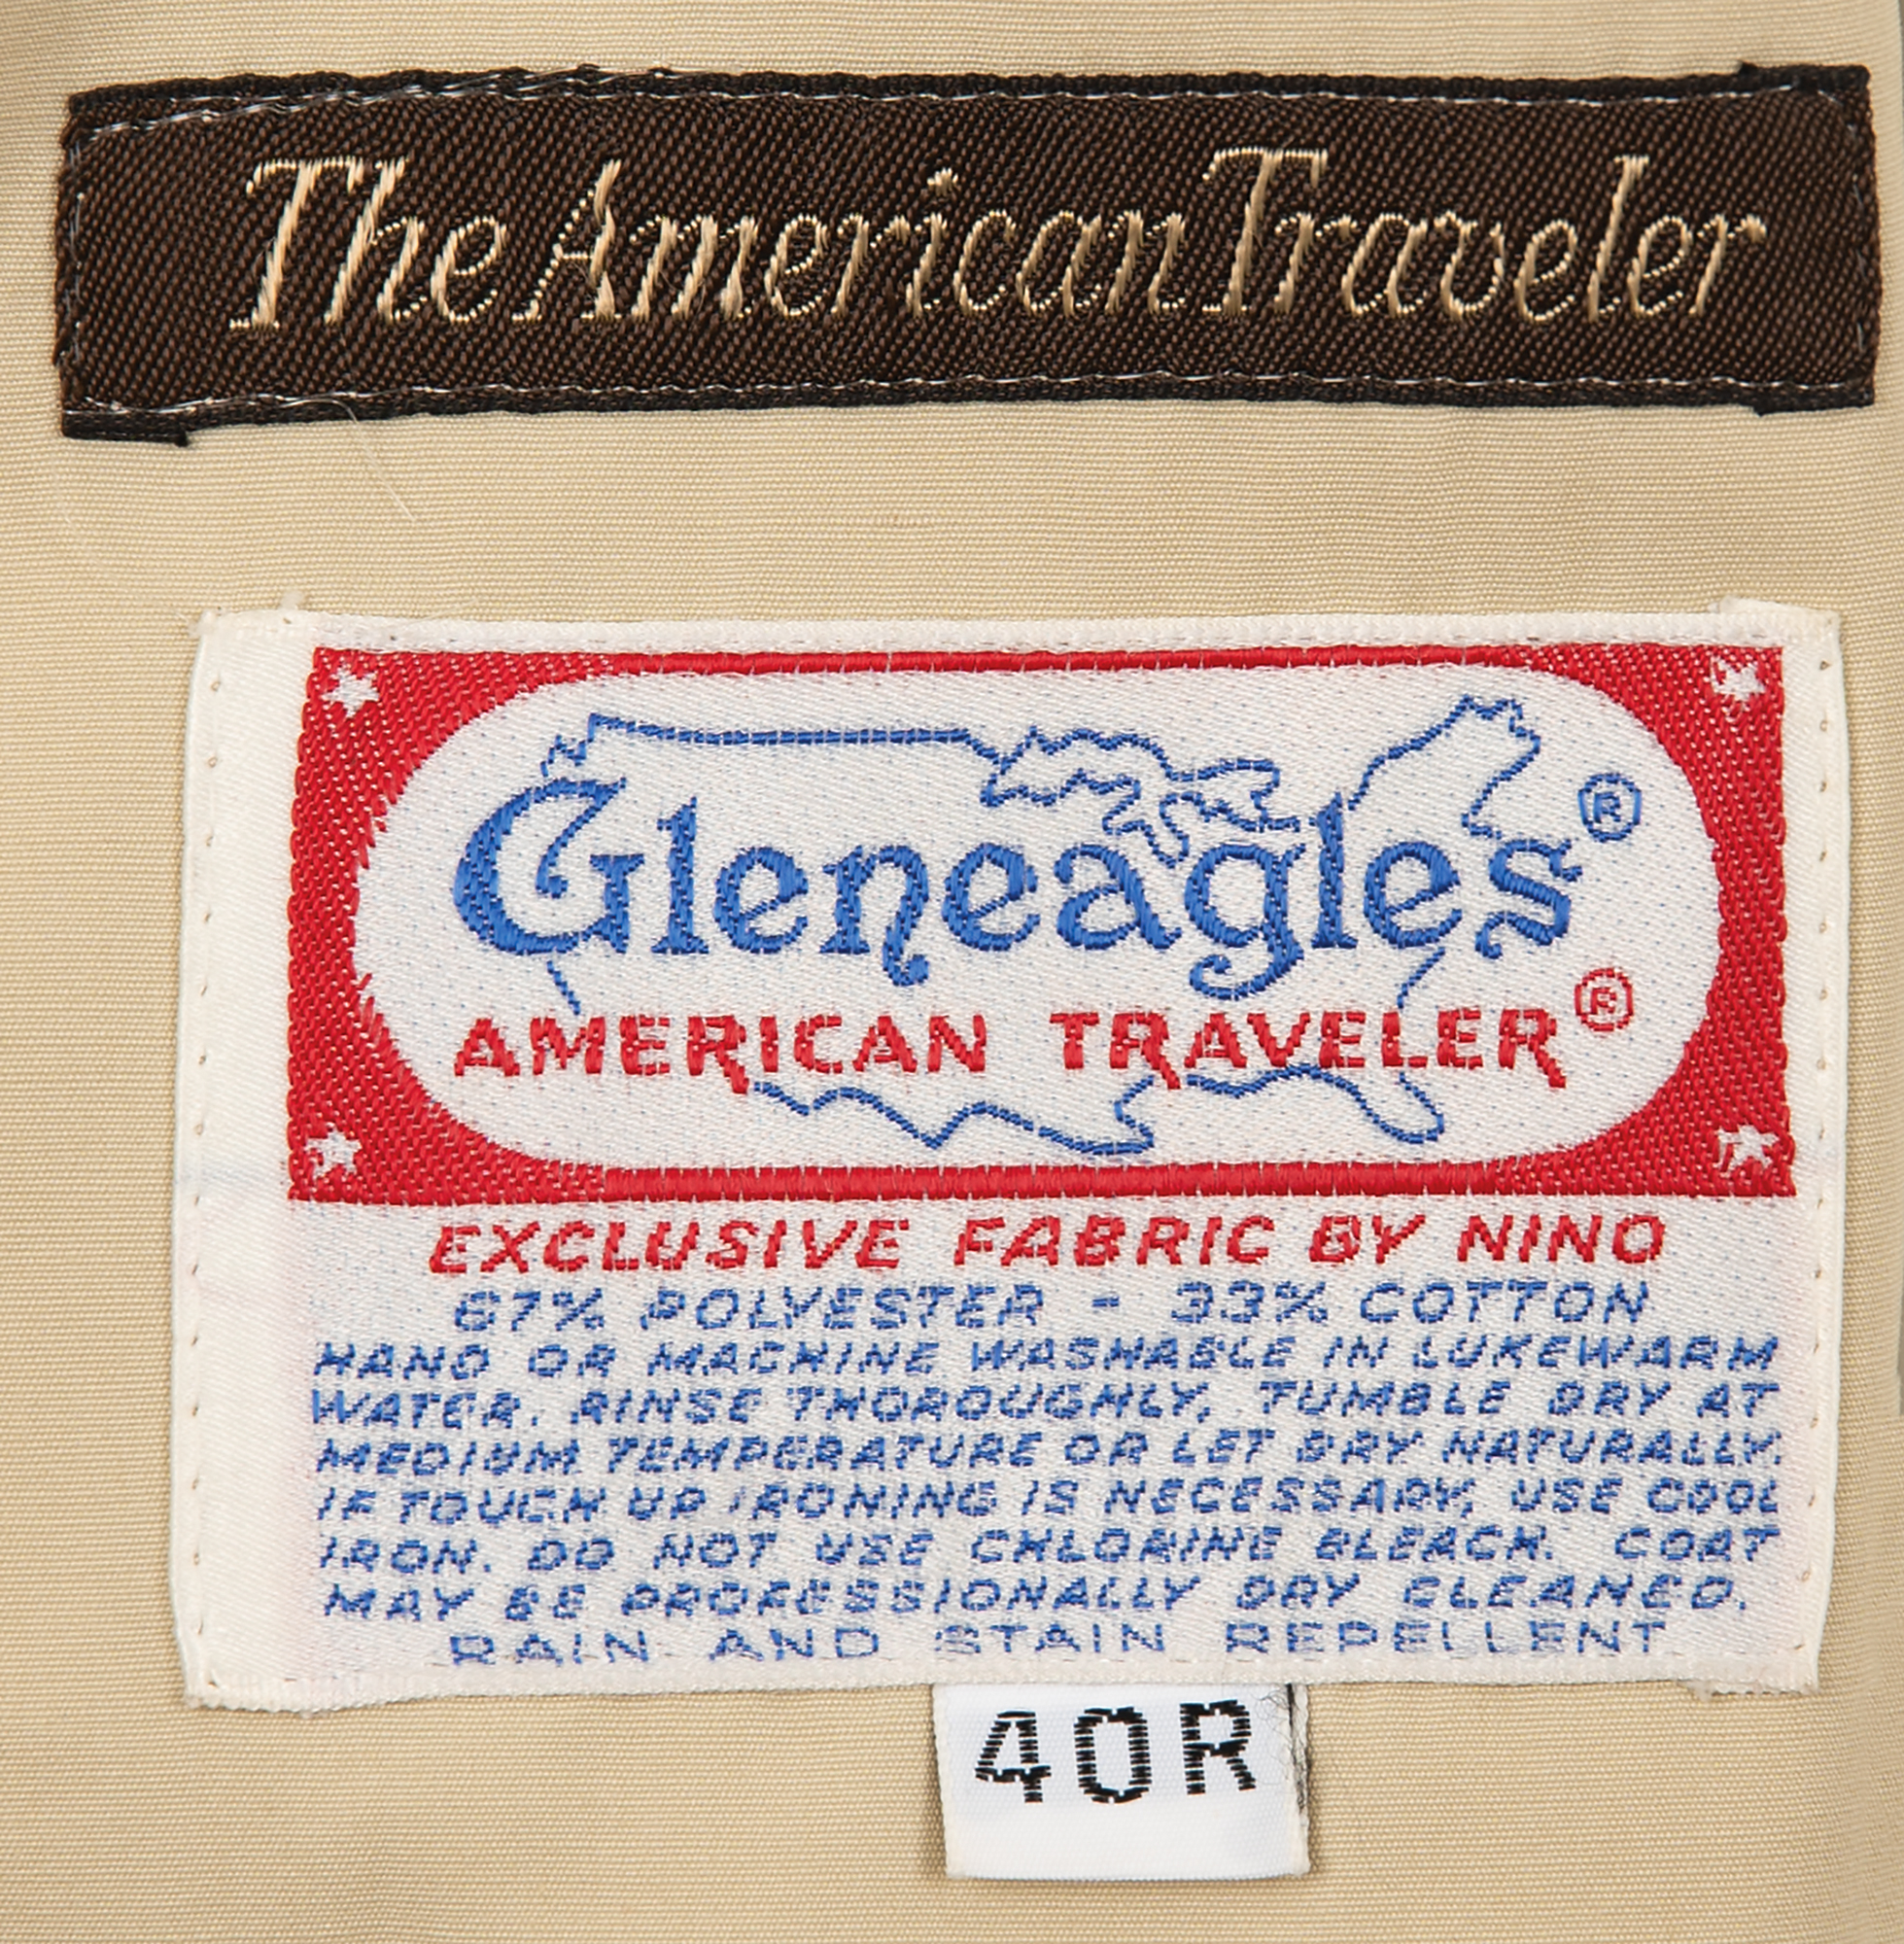 The American Traveler
Gleneagles®
AMERICAN TRAVELER®
EXCLUSIVE FABRIC BY NINO
67% POLYESTER - 33% COTTON
HAND OR MACHINE WASHABLE IN LUKEWARM
WATER. RINSE THOROUGHLY, TUMBLE DRY AT
MEDIUM TEMPERATURE OR LET DRY NATURALLY.
IF TOUCH UP IRONING IS NECESSARY, USE COOL
IRON. DO NOT USE CHLORINE BLEACH. COAT
MAY BE PROFESSIONALLY DRY CLEANED.
RAIN AND STAIN REPELLENT
40R